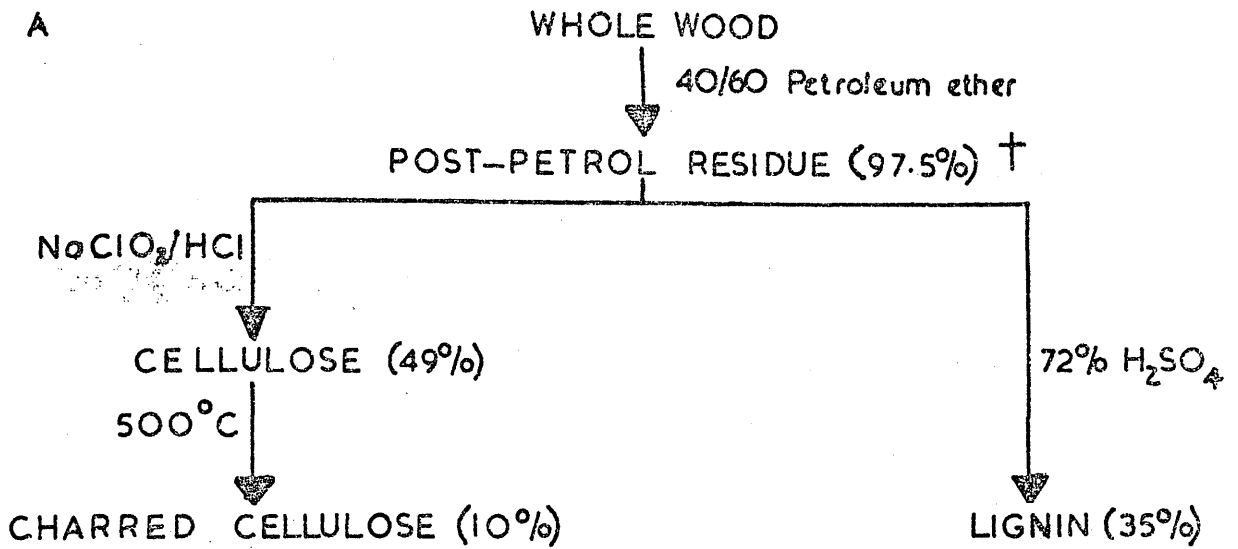 A
WHOLE WOOD
40/60 Petroleum ether
POST-PETROL RESIDUE (97.5%) †
NaClO₂/HCl
CELLULOSE (49%)
72% H₂SO₄
500°C
CHARRED CELLULOSE (10%)
LIGNIN (35%)